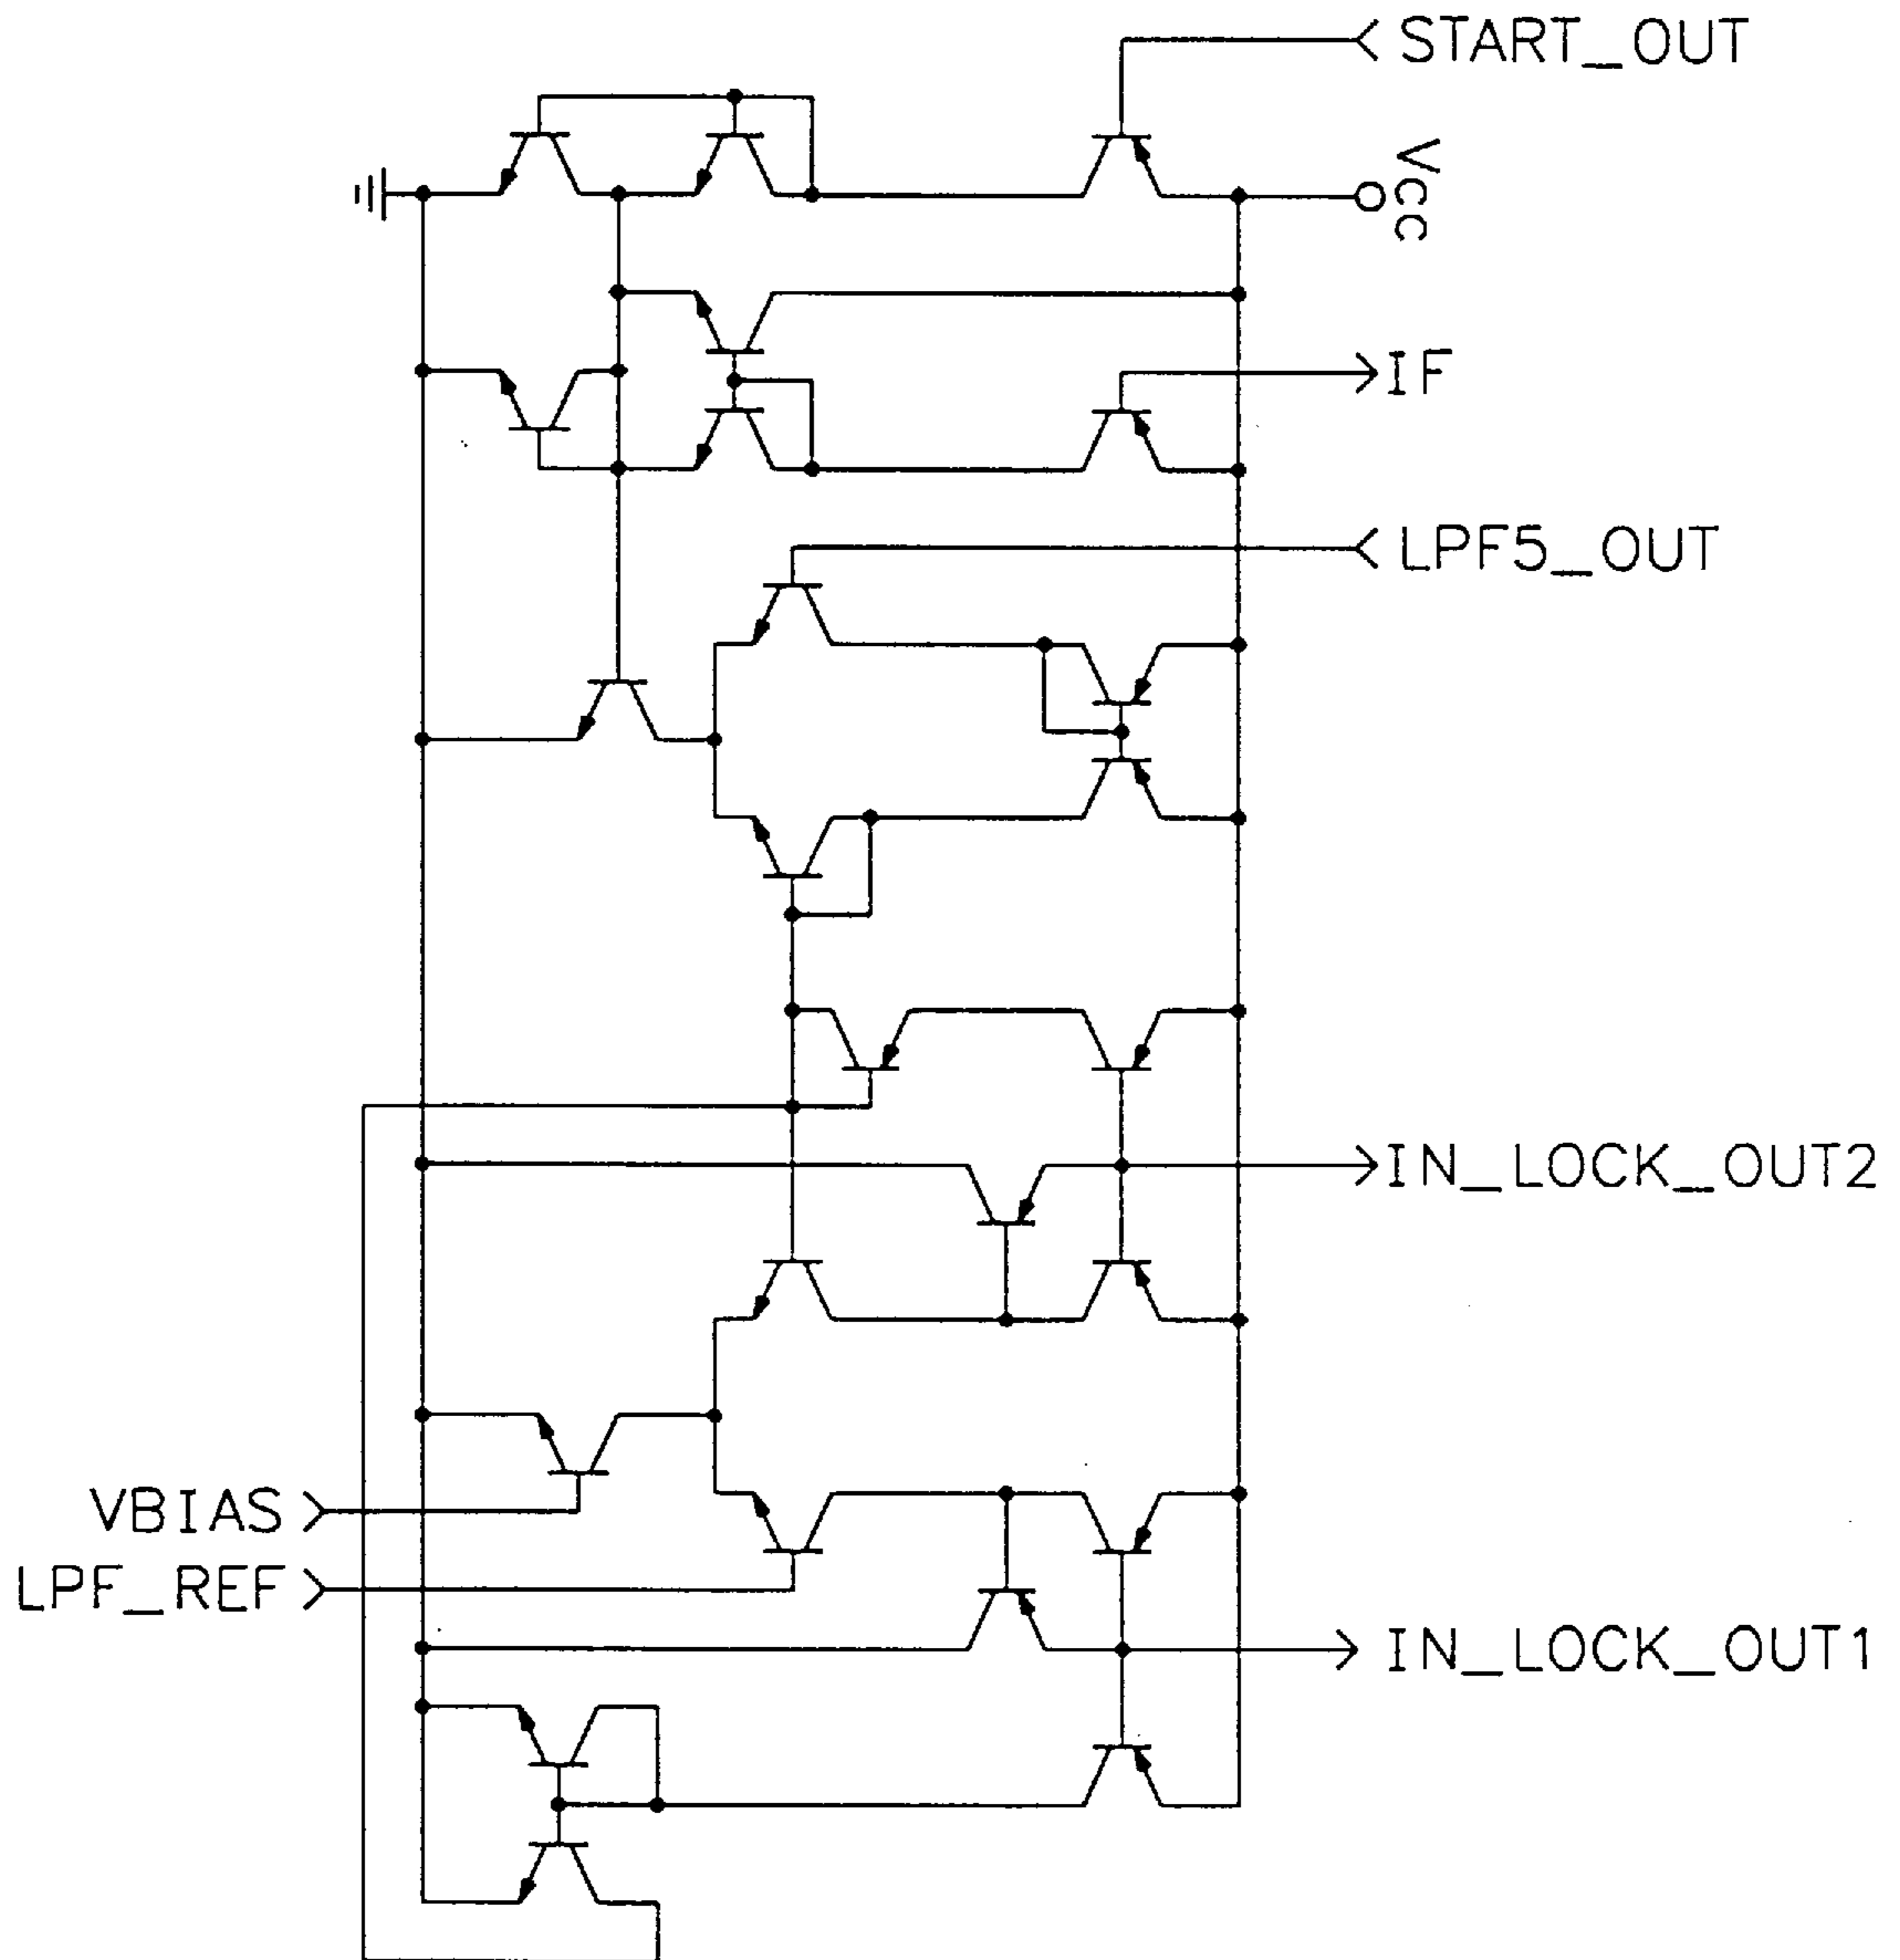 START_OUT
Vcc
IF
LPF5_OUT
IN_LOCK_OUT2
VBIAS
LPF_REF
IN_LOCK_OUT1